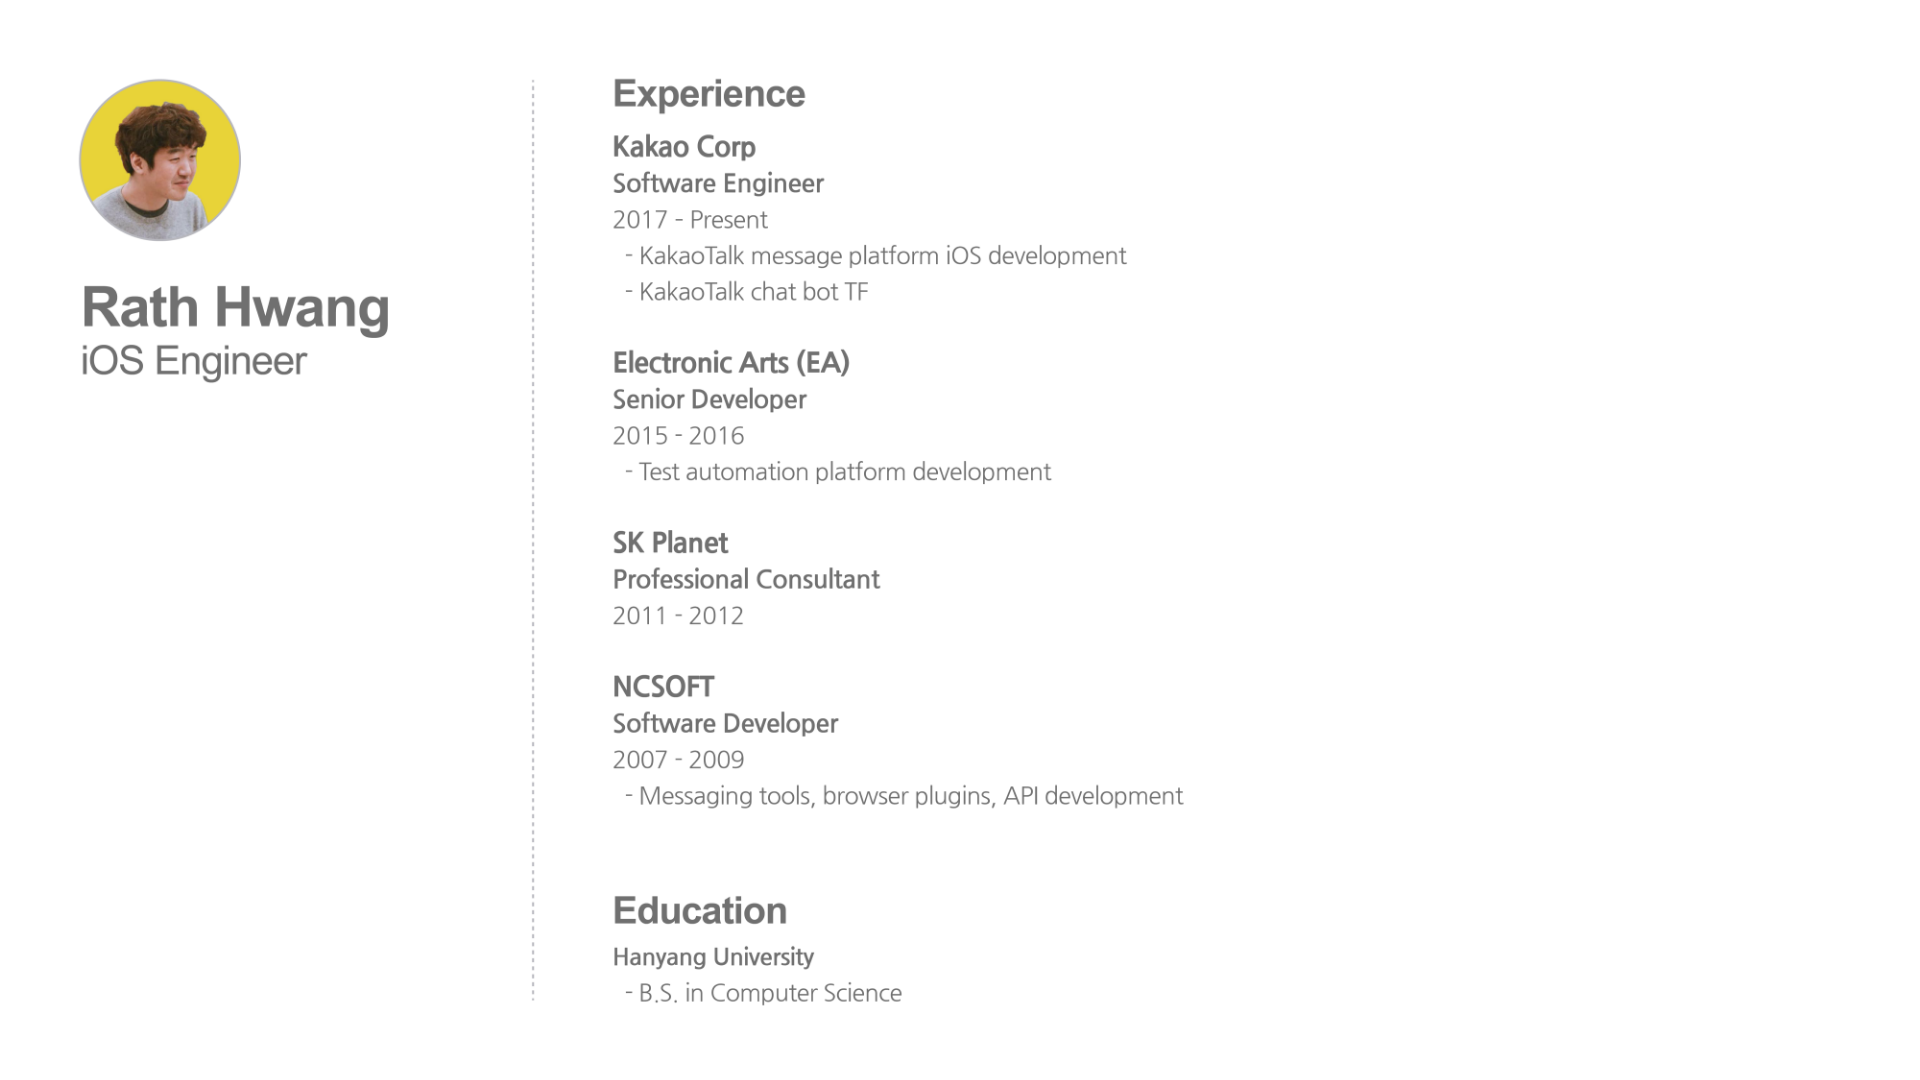 Rath Hwang
iOS Engineer
Experience
Kakao Corp
Software Engineer
2017 - Present
- KakaoTalk message platform iOS development
- KakaoTalk chat bot TF
Electronic Arts (EA)
Senior Developer
2015 - 2016
- Test automation platform development
SK Planet
Professional Consultant
2011 - 2012
NCSOFT
Software Developer
2007 - 2009
- Messaging tools, browser plugins, API development
Education
Hanyang University
- B.S. in Computer Science